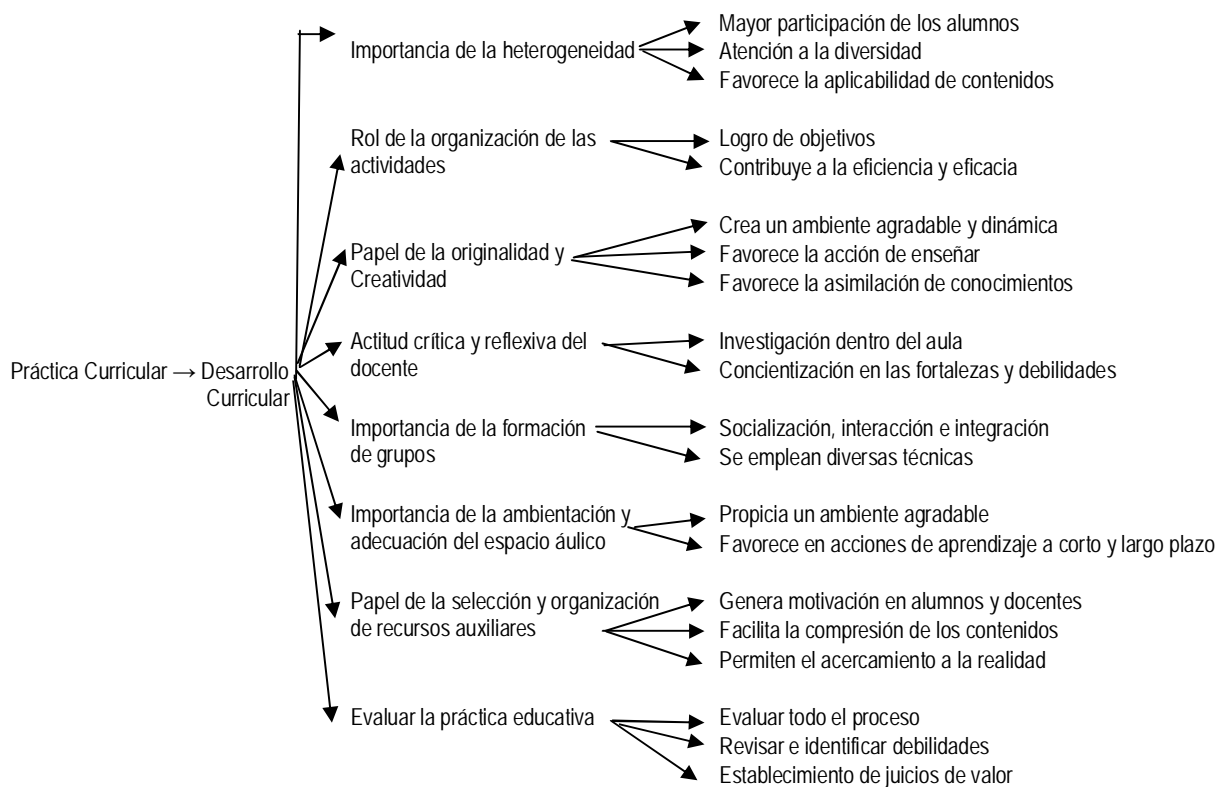 Importancia de la heterogeneidad
Mayor participación de los alumnos
Atención a la diversidad
Favorece la aplicabilidad de contenidos
Rol de la organización de las
actividades
Logro de objetivos
Contribuye a la eficiencia y eficacia
Papel de la originalidad y
Creatividad
Crea un ambiente agradable y dinámica
Favorece la acción de enseñar
Favorece la asimilación de conocimientos
Práctica Curricular → Desarrollo
Curricular
Actitud crítica y reflexiva del
docente
Investigación dentro del aula
Concientización en las fortalezas y debilidades
Importancia de la formación
de grupos
Socialización, interacción e integración
Se emplean diversas técnicas
Importancia de la ambientación y
adecuación del espacio áulico
Propicia un ambiente agradable
Favorece en acciones de aprendizaje a corto y largo plazo
Papel de la selección y organización
de recursos auxiliares
Genera motivación en alumnos y docentes
Facilita la compresión de los contenidos
Permiten el acercamiento a la realidad
Evaluar la práctica educativa
Evaluar todo el proceso
Revisar e identificar debilidades
Establecimiento de juicios de valor